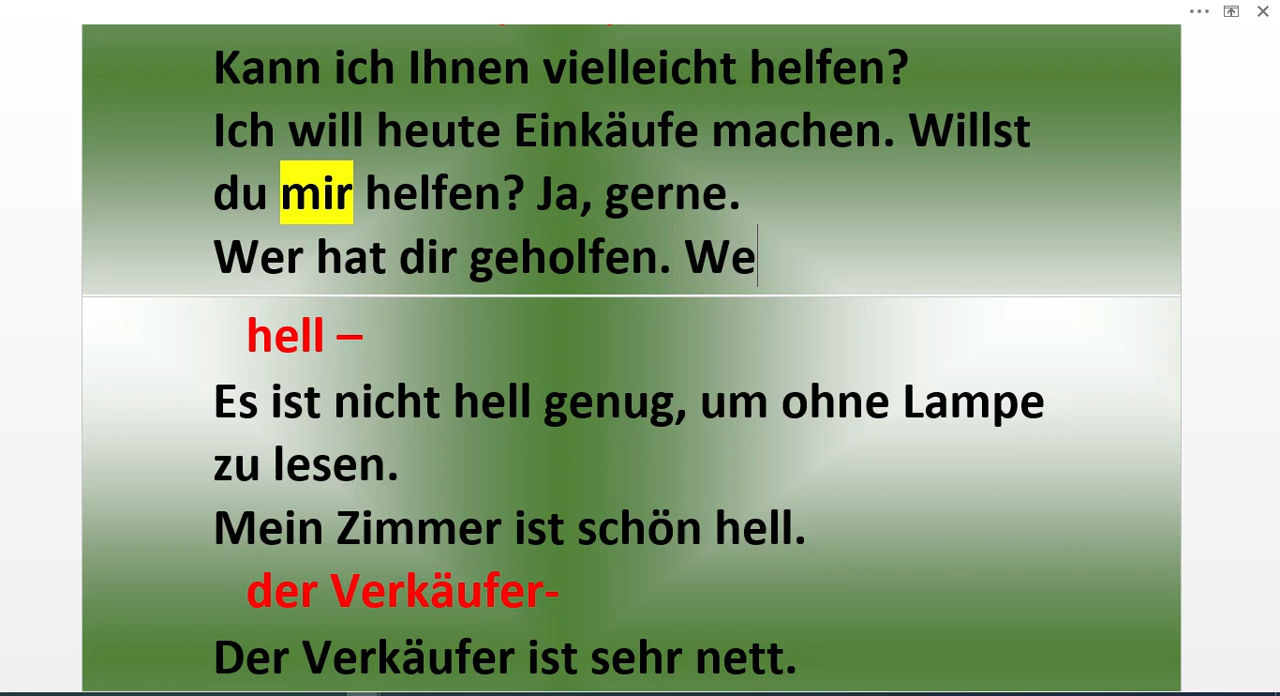 Kann ich Ihnen vielleicht helfen?
Ich will heute Einkäufe machen. Willst
du mir helfen? Ja, gerne.
Wer hat dir geholfen. We
hell –
Es ist nicht hell genug, um ohne Lampe
zu lesen.
Mein Zimmer ist schön hell.
der Verkäufer-
Der Verkäufer ist sehr nett.